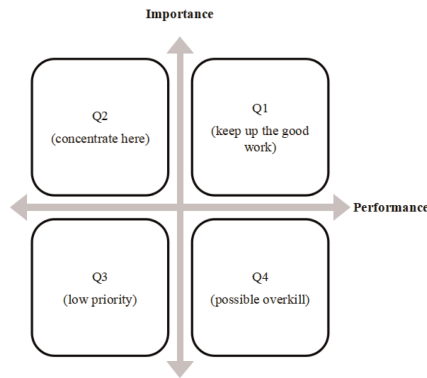 Importance
Q2
(concentrate here)
Q1
(keep up the good
work)
Performance
Q3
(low priority)
Q4
(possible overkill)